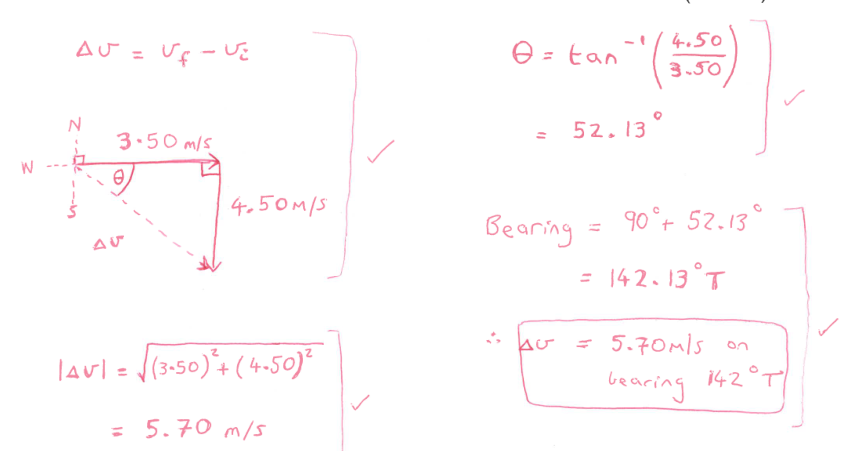 Δv = vf − vi
N
3.50 m/s
W
θ
S
4.50 m/s
Δv
|Δv| = √(3.50)² + (4.50)²
= 5.70 m/s
θ = tan⁻¹(4.50/3.50)
= 52.13°
Bearing = 90° + 52.13°
= 142.13°T
∴ Δv = 5.70 m/s on
bearing 142°T